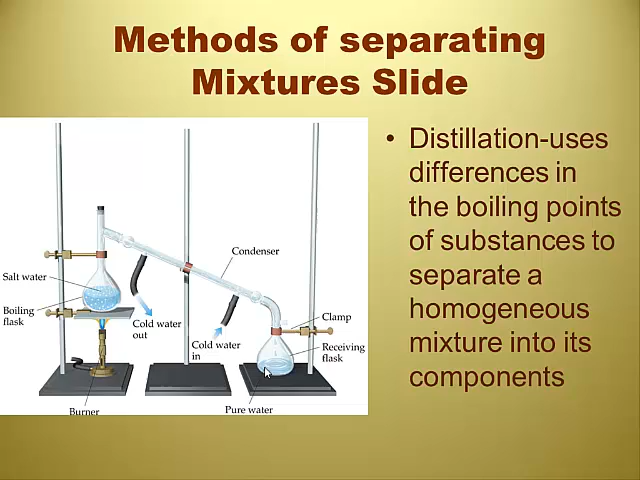 Methods of separating
Mixtures Slide
• Distillation-uses
differences in
the boiling points
of substances to
separate a
homogeneous
mixture into its
components
Condenser
Salt water
Boiling
flask
Cold water
out
Cold water
in
Clamp
Receiving
flask
Burner
Pure water